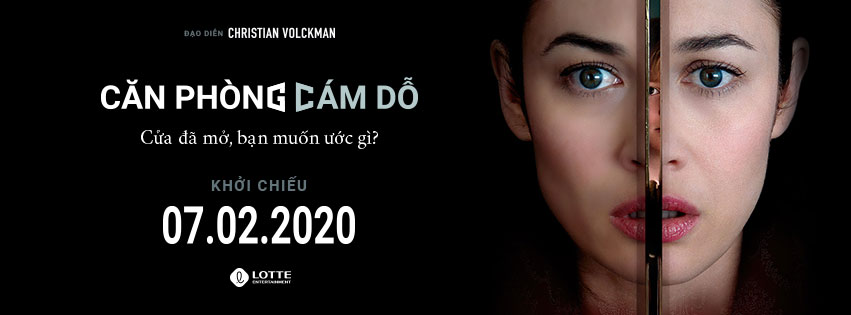 ĐẠO DIỄN CHRISTIAN VOLCKMAN
CĂN PHÒNG CÁM DỖ
Cửa đã mở, bạn muốn ước gì?
KHỞI CHIẾU
07.02.2020
LOTTE
ENTERTAINMENT